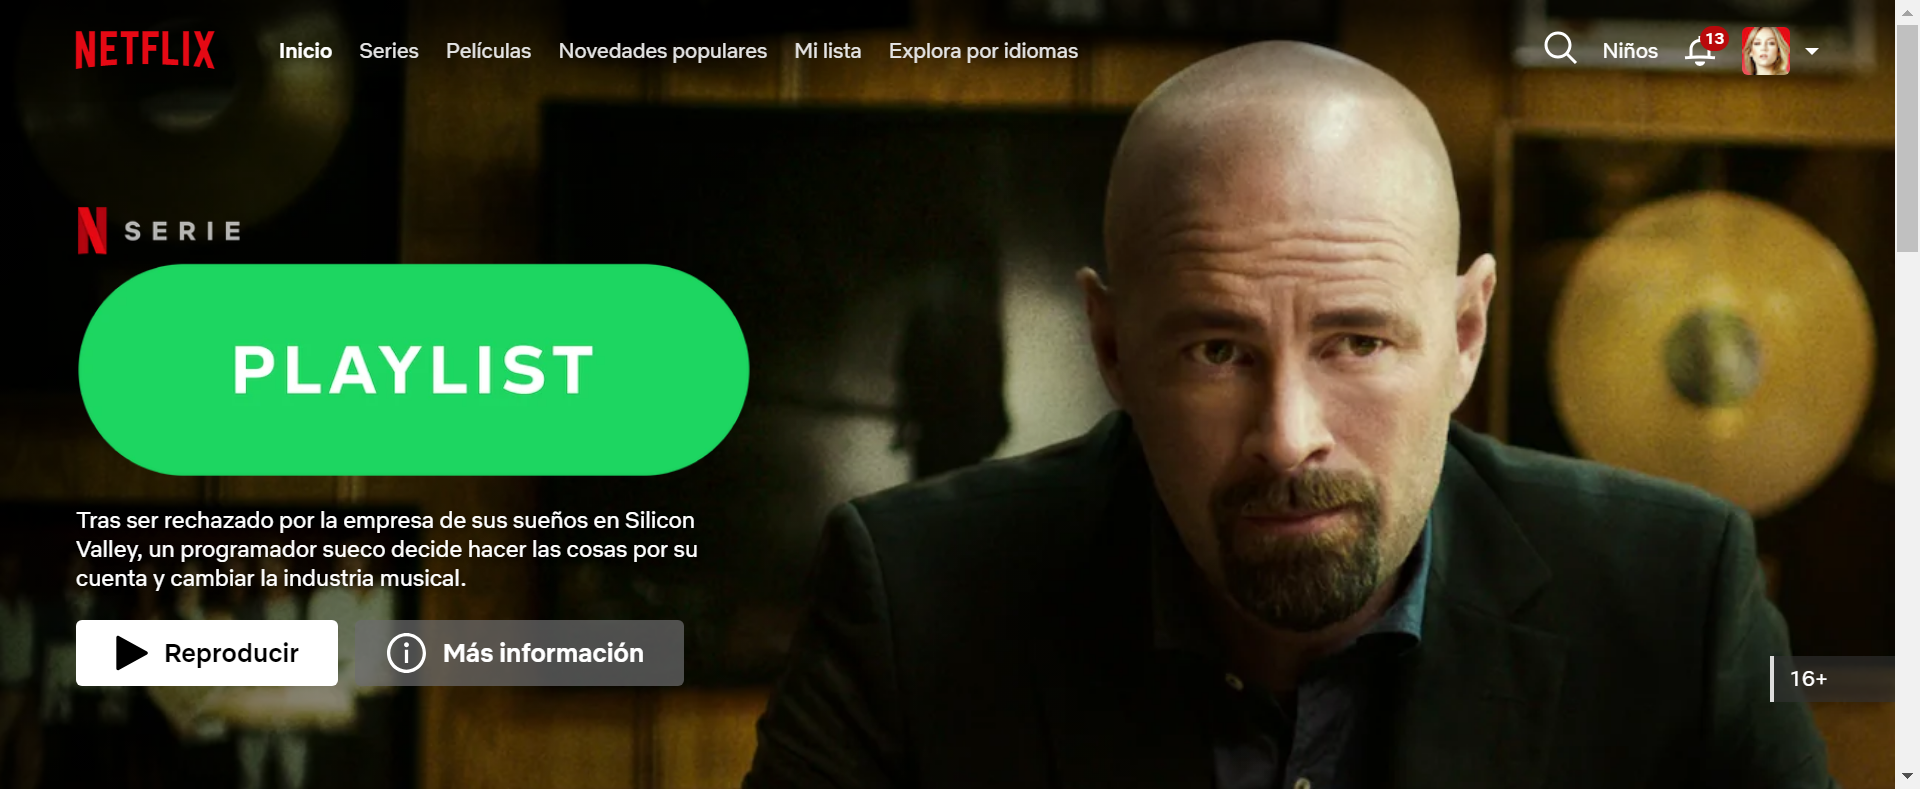 NETFLIX Inicio Series Películas Novedades populares Mi lista Explora por idiomas Niños 13
N SERIE
PLAYLIST
Tras ser rechazado por la empresa de sus sueños en Silicon
Valley, un programador sueco decide hacer las cosas por su
cuenta y cambiar la industria musical.
Reproducir Más información
16+